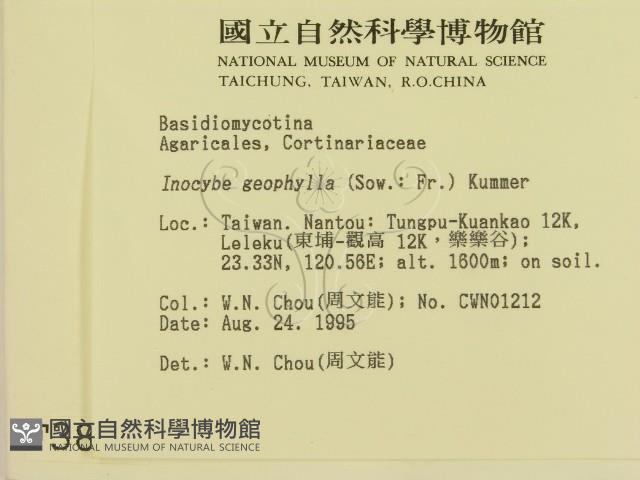 國立自然科學博物館
NATIONAL MUSEUM OF NATURAL SCIENCE
TAICHUNG, TAIWAN, R.O.CHINA
Basidiomycotina
Agaricales, Cortinariaceae
Inocybe geophylla (Sow.: Fr.) Kummer
Loc.: Taiwan. Nantou: Tungpu-Kuankao 12K,
Leleku(東埔-觀高 12K，樂樂谷);
23.33N, 120.56E; alt. 1600m; on soil.
Col.: W.N. Chou(周文能); No. CWN01212
Date: Aug. 24. 1995
Det.: W.N. Chou(周文能)
國立自然科學博物館
NATIONAL MUSEUM OF NATURAL SCIENCE